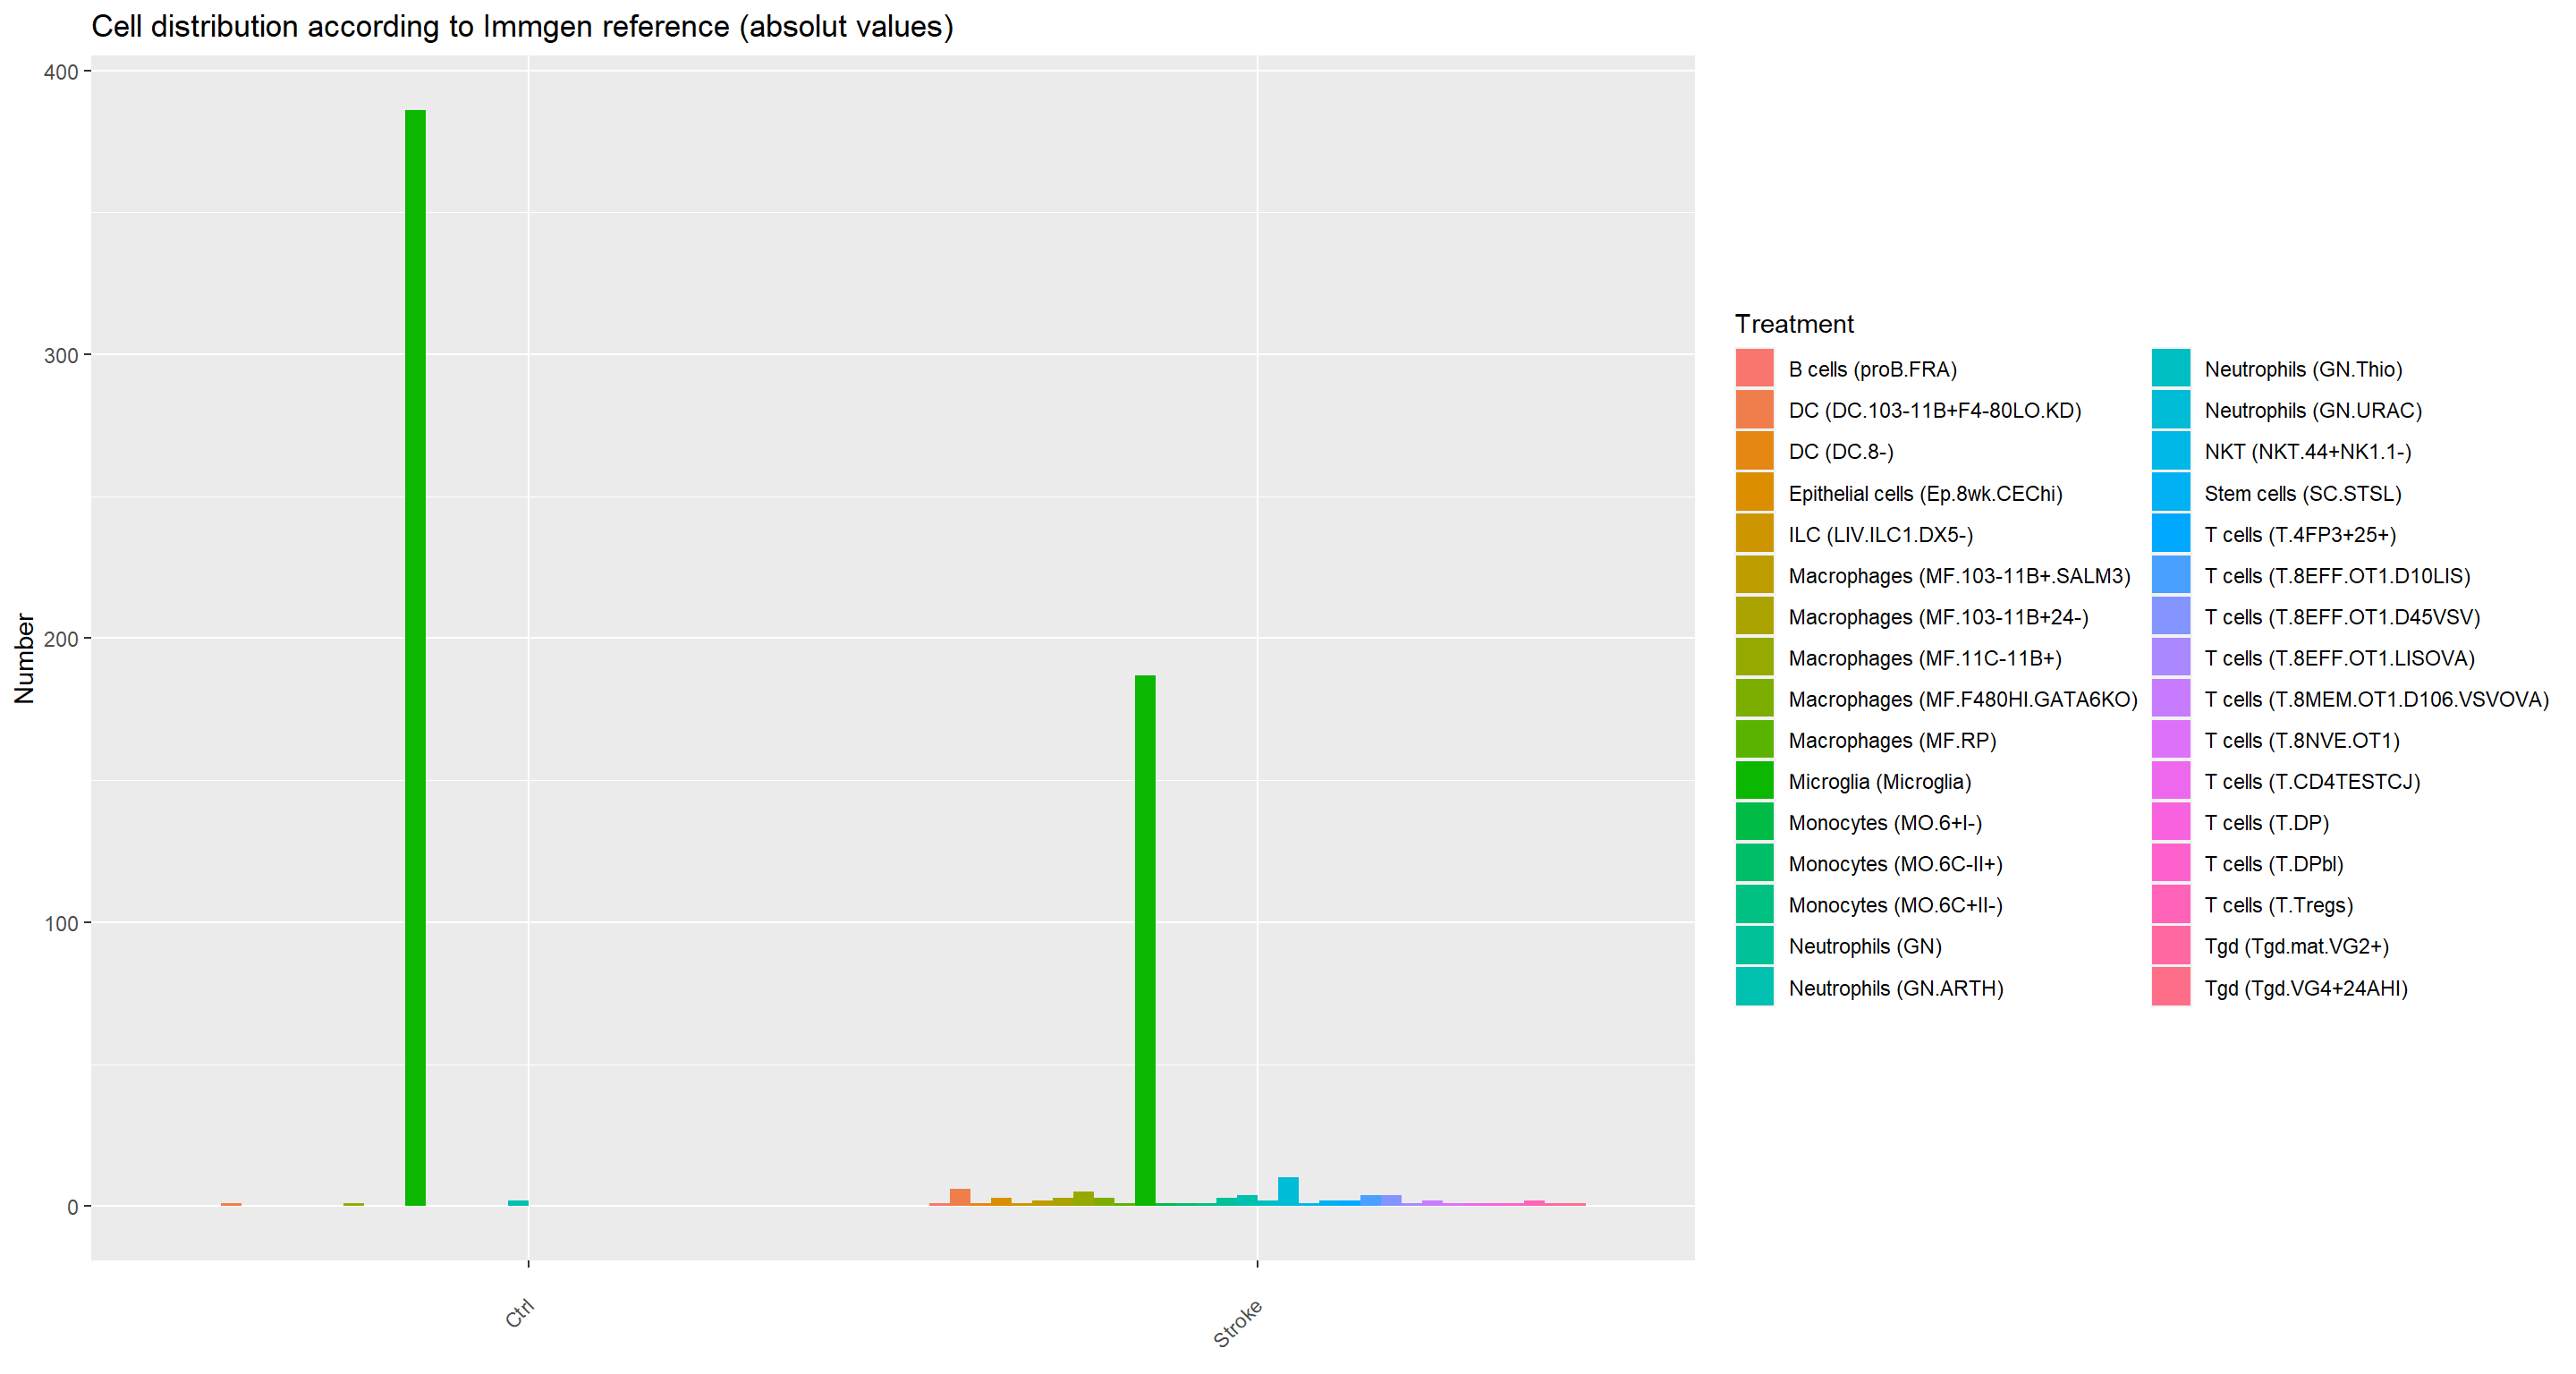 Cell distribution according to Immgen reference (absolut values)
400
300
200
100
0
Number
Ctrl
Stroke
Treatment
B cells (proB.FRA)
DC (DC.103-11B+F4-80LO.KD)
DC (DC.8-)
Epithelial cells (Ep.8wk.CEChi)
ILC (LIV.ILC1.DX5-)
Macrophages (MF.103-11B+.SALM3)
Macrophages (MF.103-11B+24-)
Macrophages (MF.11C-11B+)
Macrophages (MF.F480HI.GATA6KO)
Macrophages (MF.RP)
Microglia (Microglia)
Monocytes (MO.6+I-)
Monocytes (MO.6C-II+)
Monocytes (MO.6C+II-)
Neutrophils (GN)
Neutrophils (GN.ARTH)
Neutrophils (GN.Thio)
Neutrophils (GN.URAC)
NKT (NKT.44+NK1.1-)
Stem cells (SC.STSL)
T cells (T.4FP3+25+)
T cells (T.8EFF.OT1.D10LIS)
T cells (T.8EFF.OT1.D45VSV)
T cells (T.8EFF.OT1.LISOVA)
T cells (T.8MEM.OT1.D106.VSVOVA)
T cells (T.8NVE.OT1)
T cells (T.CD4TESTCJ)
T cells (T.DP)
T cells (T.DPbl)
T cells (T.Tregs)
Tgd (Tgd.mat.VG2+)
Tgd (Tgd.VG4+24AHI)